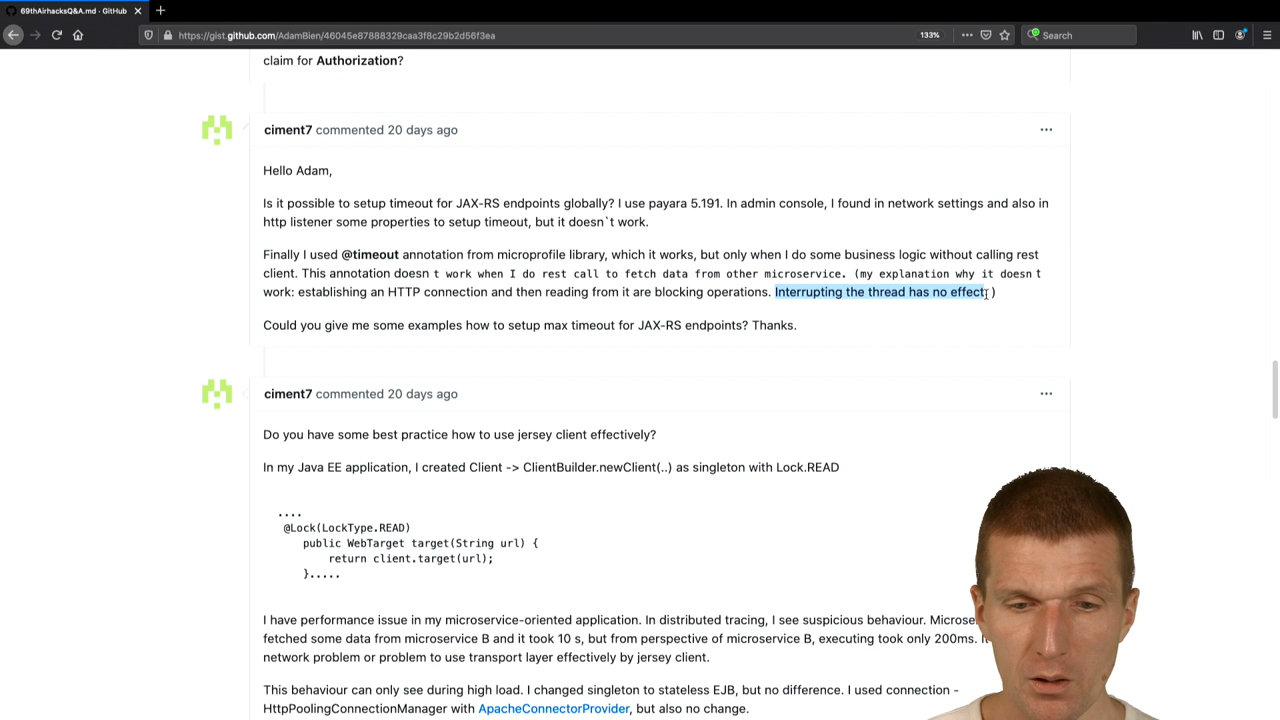 69thAirhacksQ&A.md · GitHub
https://gist.github.com/AdamBien/46045e87888329caa3f8c29b2d56f3ea
133%
Search
claim for Authorization?
ciment7 commented 20 days ago
Hello Adam,
Is it possible to setup timeout for JAX-RS endpoints globally? I use payara 5.191. In admin console, I found in network settings and also in
http listener some properties to setup timeout, but it doesn`t work.
Finally I used @timeout annotation from microprofile library, which it works, but only when I do some business logic without calling rest
client. This annotation doesn t work when I do rest call to fetch data from other microservice. (my explanation why it doesn t
work: establishing an HTTP connection and then reading from it are blocking operations. Interrupting the thread has no effect )
Could you give me some examples how to setup max timeout for JAX-RS endpoints? Thanks.
ciment7 commented 20 days ago
Do you have some best practice how to use jersey client effectively?
In my Java EE application, I created Client -> ClientBuilder.newClient(..) as singleton with Lock.READ
....
@Lock(LockType.READ)
public WebTarget target(String url) {
return client.target(url);
}.....
I have performance issue in my microservice-oriented application. In distributed tracing, I see suspicious behaviour.
fetched some data from microservice B and it took 10 s, but from perspective of microservice B, executing took only 200ms.
network problem or problem to use transport layer effectively by jersey client.
This behaviour can only see during high load. I changed singleton to stateless EJB, but no difference. I used connection -
HttpPoolingConnectionManager with ApacheConnectorProvider, but also no change.